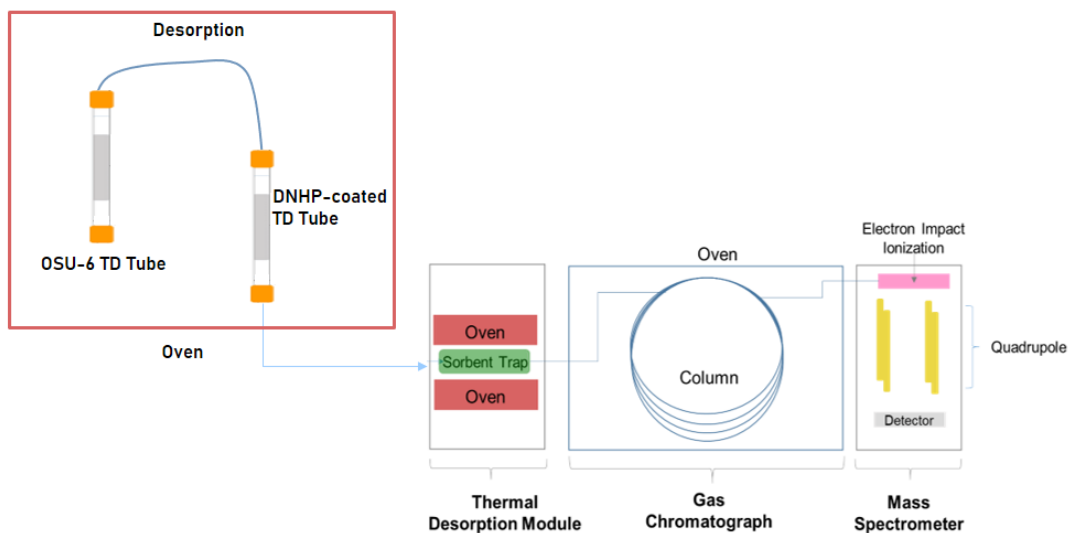 Desorption
DNHP-coated
TD Tube
OSU-6 TD Tube
Oven
Electron Impact
Ionization
Oven
Oven
Sorbent Trap
Oven
Column
Quadrupole
Detector
Thermal
Desorption Module
Gas
Chromatograph
Mass
Spectrometer